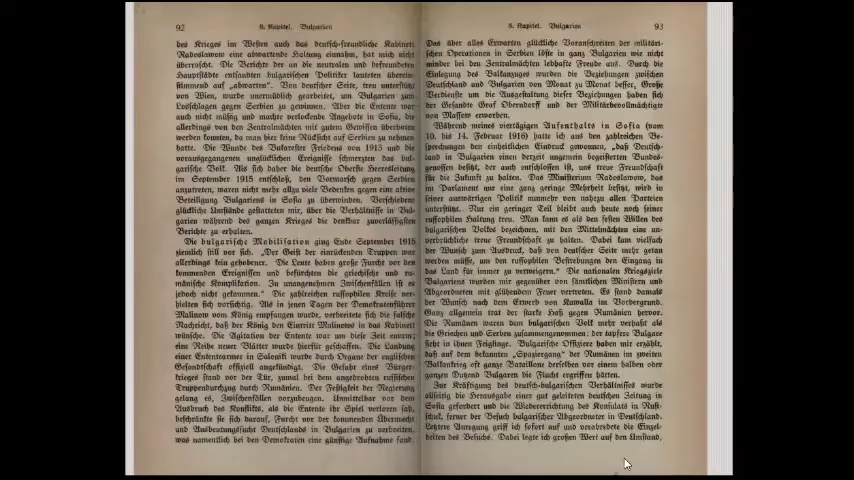 92
8. Kapitel. Bulgarien
des Krieges im Westen auch das deutsch-freundliche Kabinett
Radoslawow eine abwartende Haltung einnahm, hat mich nicht
überrascht. Die Berichte der an die neutralen und befreundeten
Hauptstädte entsandten bulgarischen Politiker lauteten überein-
stimmend auf „abwarten“. Von deutscher Seite, treu unterstützt
von Wien, wurde unermüdlich gearbeitet, um Bulgarien zum
Losschlagen gegen Serbien zu gewinnen. Aber die Entente war
auch nicht müßig und machte verlockende Angebote in Sofia, die
allerdings von den Zentralmächten mit gutem Gewissen überboten
werden konnten, da man hier keine Rücksicht auf Serbien zu nehmen
hatte. Die Wunde des Bukarester Friedens von 1913 und die
vorausgegangenen unglücklichen Ereignisse schmerzten das bul-
garische Volk. Als sich daher die deutsche Oberste Heeresleitung
im September 1915 entschloß, den Vormarsch gegen Serbien
anzutreten, waren nicht mehr allzu viele Bedenken gegen eine aktive
Beteiligung Bulgariens in Sofia zu überwinden. Verschiedene
glückliche Umstände gestatteten mir, über die Verhältnisse in Bul-
garien während des ganzen Krieges die denkbar zuverlässigsten
Berichte zu erhalten.
Die bulgarische Mobilisation ging Ende September 1915
ziemlich still vor sich. „Der Geist der einrückenden Truppen war
allerdings kein gehobener. Die Leute haben große Furcht vor den
kommenden Ereignissen und befürchten die griechische und ru-
mänische Komplikation. Zu unangenehmen Zwischenfällen ist es
jedoch nicht gekommen.“ Die zahlreichen russophilen Kreise ver-
hielten sich vorsichtig. Als in jenen Tagen der Demokratenführer
Malinow vom König empfangen wurde, verbreitete sich die falsche
Nachricht, daß der König den Eintritt Malinows in das Kabinett
wünsche. Die Agitation der Entente war um diese Zeit enorm;
eine Reihe neuer Blätter wurde hierfür geschaffen. Die Landung
einer Ententearmee in Saloniki wurde durch Organe der englischen
Gesandtschaft offiziell angekündigt. Die Gefahr eines Bürger-
krieges stand vor der Tür, zumal bei dem angedrohten russischen
Truppendurchzug durch Rumänien. Der Festigkeit der Regierung
gelang es, Zwischenfällen vorzubeugen. Unmittelbar vor dem
Ausbruch des Konflikts, als die Entente ihr Spiel verloren sah,
beschränkte sie sich darauf, Furcht vor der kommenden Übermacht
und Ausbeutungssucht Deutschlands in Bulgarien zu verbreiten,
was namentlich bei den Demokraten eine günstige Aufnahme fand.
8. Kapitel. Bulgarien
93
Das über alles Erwarten glückliche Voranschreiten der militäri-
schen Operationen in Serbien löste in ganz Bulgarien wie nicht
minder bei den Zentralmächten lebhafte Freude aus. Durch die
Einlegung des Balkanzuges wurden die Beziehungen zwischen
Deutschland und Bulgarien von Monat zu Monat besser. Große
Verdienste um die Ausgestaltung dieser Beziehungen haben sich
der Gesandte Graf Oberndorff und der Militärbevollmächtigte
von Massow erworben.
Während meines viertägigen Aufenthalts in Sofia (vom
10. bis 14. Februar 1916) hatte ich aus den zahlreichen Be-
sprechungen den einheitlichen Eindruck gewonnen, „daß Deutsch-
land in Bulgarien einen derzeit ungemein begeisterten Bundes-
genossen besitzt, der auch entschlossen ist, uns treue Freundschaft
für die Zukunft zu halten. Das Ministerium Radoslawow, das
im Parlament nur eine ganz geringe Mehrheit besitzt, wird in
seiner auswärtigen Politik nunmehr von nahezu allen Parteien
unterstützt. Nur ein geringer Teil bleibt auch heute noch seiner
russophilen Haltung treu. Man kann es als den festen Willen des
bulgarischen Volkes bezeichnen, mit den Mittelmächten eine un-
verbrüchliche treue Freundschaft zu halten. Dabei kam vielfach
der Wunsch zum Ausdruck, daß von deutscher Seite mehr getan
werden müsse, um den russophilen Bestrebungen den Eingang in
das Land für immer zu verweigern.“ Die nationalen Kriegsziele
Bulgariens wurden mir gegenüber von sämtlichen Ministern und
Abgeordneten mit glühendem Feuer vertreten. Es stand damals
der Wunsch nach dem Erwerb von Kawalla im Vordergrund.
Ganz allgemein trat der starke Haß gegen Rumänien hervor.
Die Rumänen waren dem bulgarischen Volk mehr verhaßt als
die Griechen und Serben zusammengenommen: der tapfere Bulgare
sieht in ihnen Feiglinge. Bulgarische Offiziere haben mir erzählt,
daß auf dem bekannten „Spaziergang“ der Rumänen im zweiten
Balkankrieg oft ganze Bataillone derselben vor einem halben oder
ganzen Dutzend Bulgaren die Flucht ergriffen hätten.
Zur Kräftigung des deutsch-bulgarischen Verhältnisses wurde
allseitig die Herausgabe einer gut geleiteten deutschen Zeitung in
Sofia gefordert und die Wiedererrichtung des Konsulats in Rust-
schuk, ferner der Besuch bulgarischer Abgeordneter in Deutschland.
Letztere Anregung griff ich sofort auf und verabredete die Einzel-
heiten des Besuchs. Dabei legte ich großen Wert auf den Umstand,